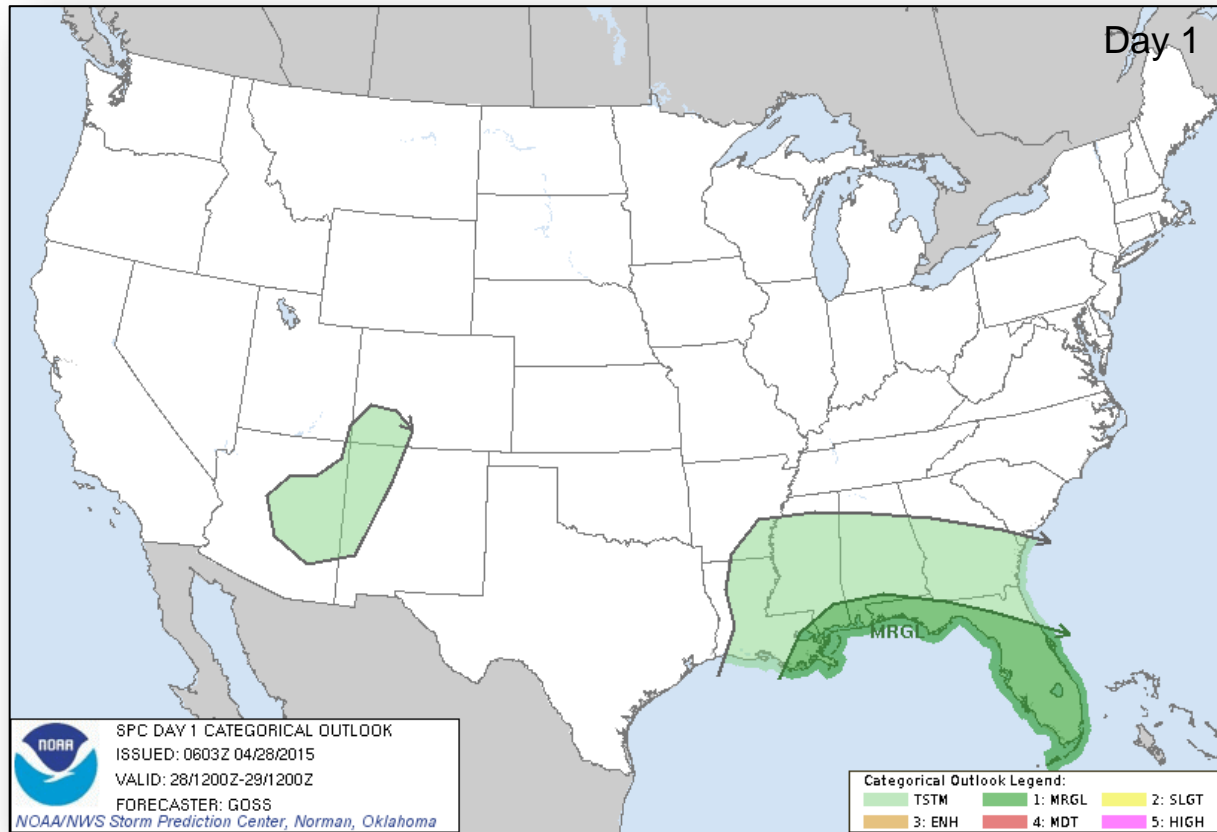 Day 1
MRGL
NOAA
SPC DAY 1 CATEGORICAL OUTLOOK
ISSUED: 0603Z 04/28/2015
VALID: 28/1200Z-29/1200Z
FORECASTER: GOSS
NOAA/NWS Storm Prediction Center, Norman, Oklahoma
Categorical Outlook Legend:
TSTM 1: MRGL 2: SLGT
3: ENH 4: MDT 5: HIGH